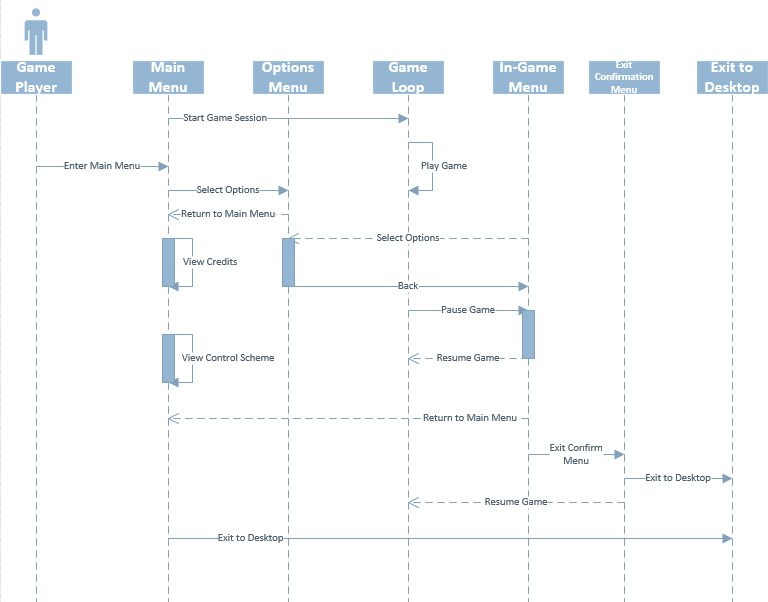 Game
Player
Main
Menu
Options
Menu
Game
Loop
In-Game
Menu
Exit
Confirmation
Menu
Exit to
Desktop
Start Game Session
Enter Main Menu
Play Game
Select Options
Return to Main Menu
Select Options
View Credits
Back
Pause Game
View Control Scheme
Resume Game
Return to Main Menu
Exit Confirm
Menu
Exit to Desktop
Resume Game
Exit to Desktop